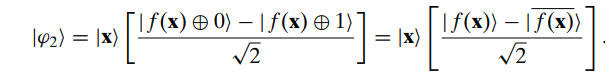 |φ₂⟩ = |𝐱⟩ [ (|f(𝐱) ⊕ 0⟩ − |f(𝐱) ⊕ 1⟩) / √2 ] = |𝐱⟩ [ (|f(𝐱)⟩ − |f̅(̅𝐱̅)̅⟩) / √2 ] .